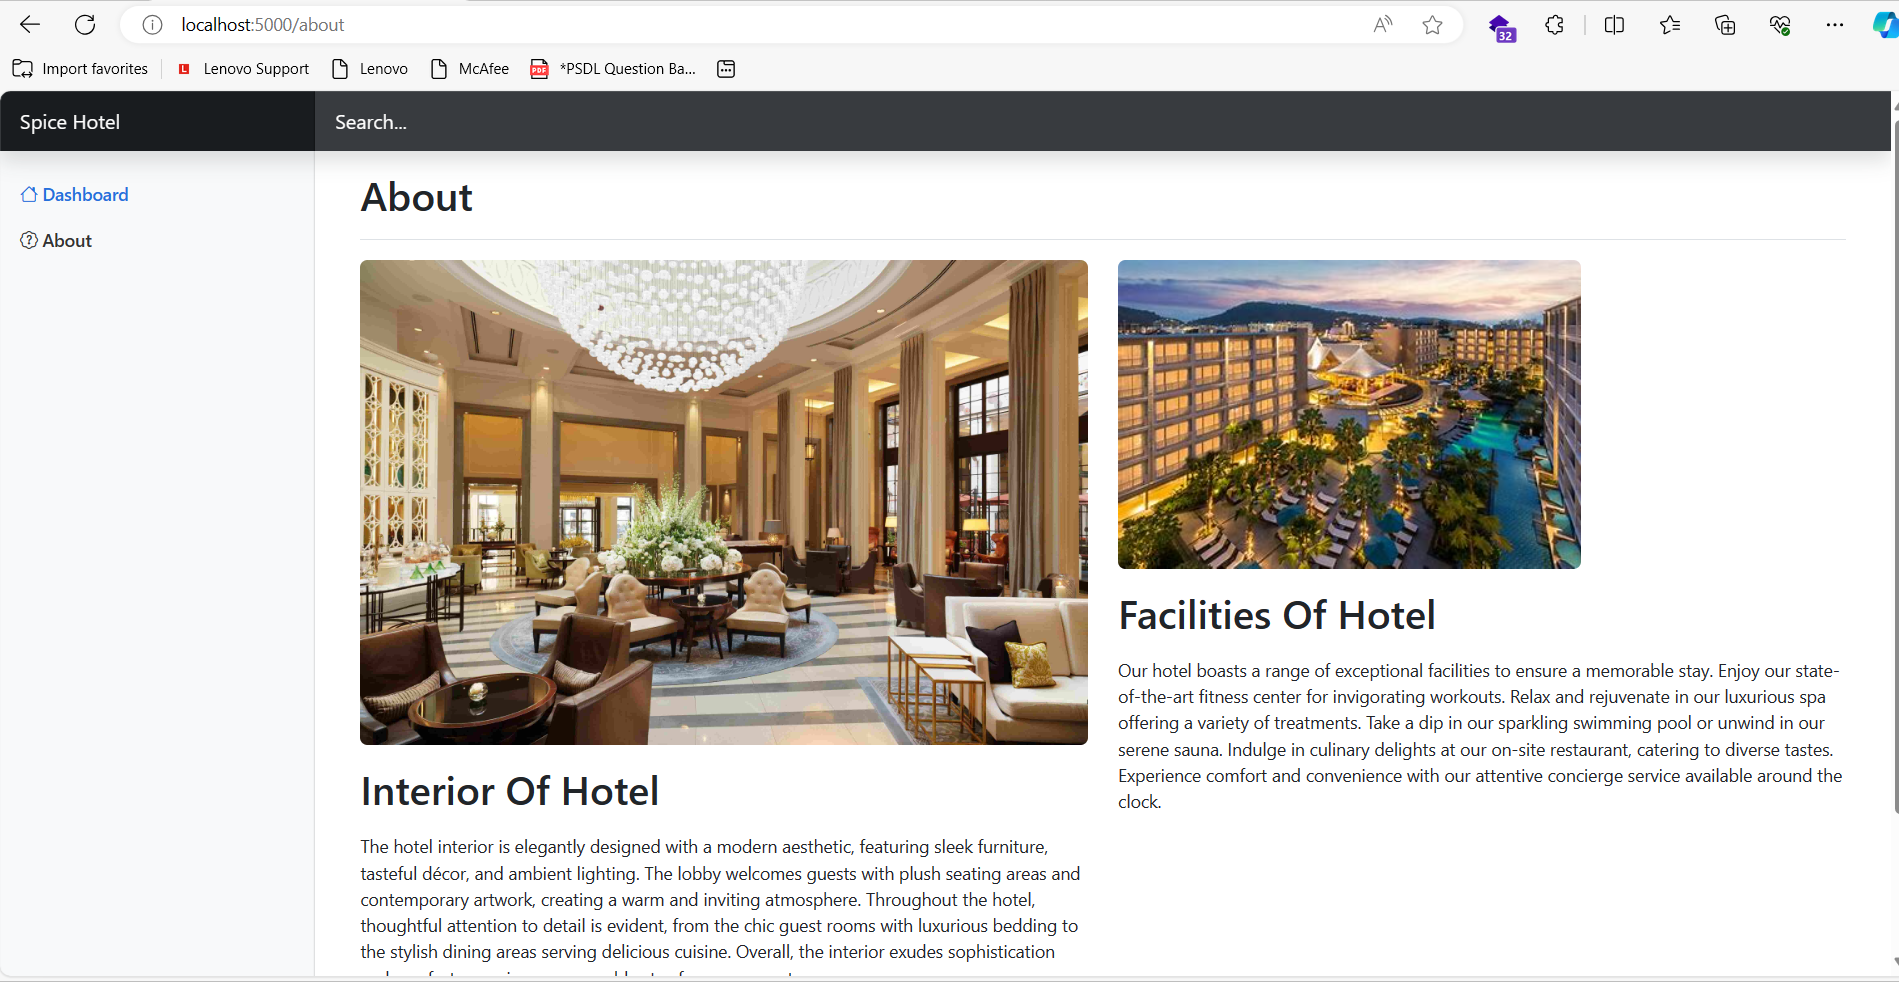 localhost:5000/about
32
Import favorites
L
Lenovo Support
Lenovo
McAfee
PDF
*PSDL Question Ba...
Spice Hotel
Search...
Dashboard
About
About
Interior Of Hotel
The hotel interior is elegantly designed with a modern aesthetic, featuring sleek furniture,
tasteful décor, and ambient lighting. The lobby welcomes guests with plush seating areas and
contemporary artwork, creating a warm and inviting atmosphere. Throughout the hotel,
thoughtful attention to detail is evident, from the chic guest rooms with luxurious bedding to
the stylish dining areas serving delicious cuisine. Overall, the interior exudes sophistication
Facilities Of Hotel
Our hotel boasts a range of exceptional facilities to ensure a memorable stay. Enjoy our state-
of-the-art fitness center for invigorating workouts. Relax and rejuvenate in our luxurious spa
offering a variety of treatments. Take a dip in our sparkling swimming pool or unwind in our
serene sauna. Indulge in culinary delights at our on-site restaurant, catering to diverse tastes.
Experience comfort and convenience with our attentive concierge service available around the
clock.